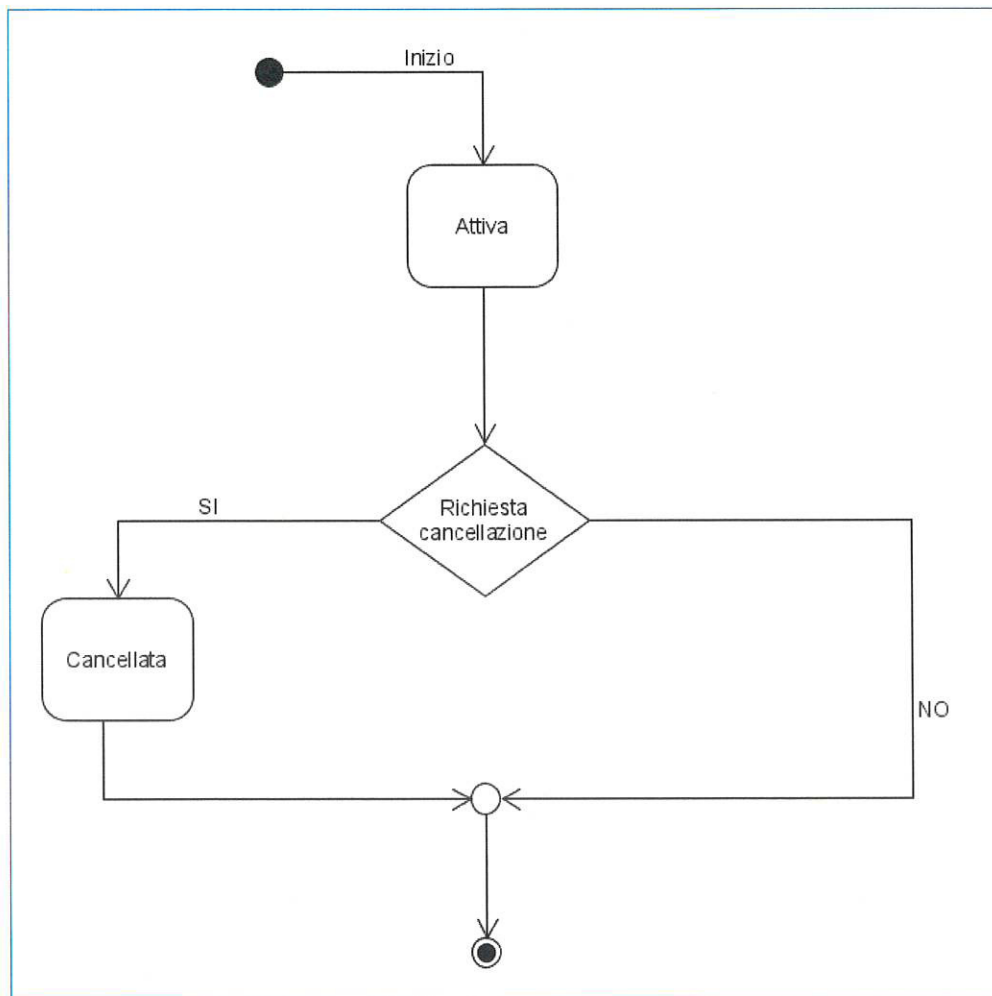 Inizio
Attiva
Richiesta
cancellazione
SI
Cancellata
NO